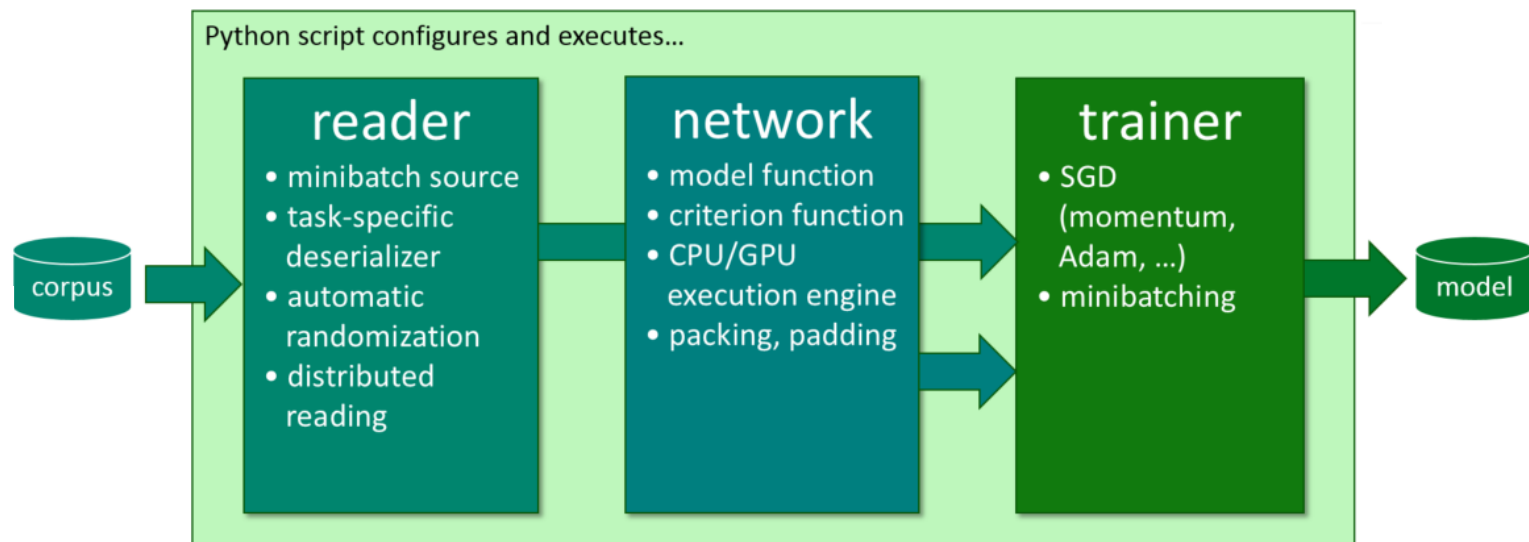 Python script configures and executes…
corpus
reader
• minibatch source
• task-specific
deserializer
• automatic
randomization
• distributed
reading
network
• model function
• criterion function
• CPU/GPU
execution engine
• packing, padding
trainer
• SGD
(momentum,
Adam, …)
• minibatching
model